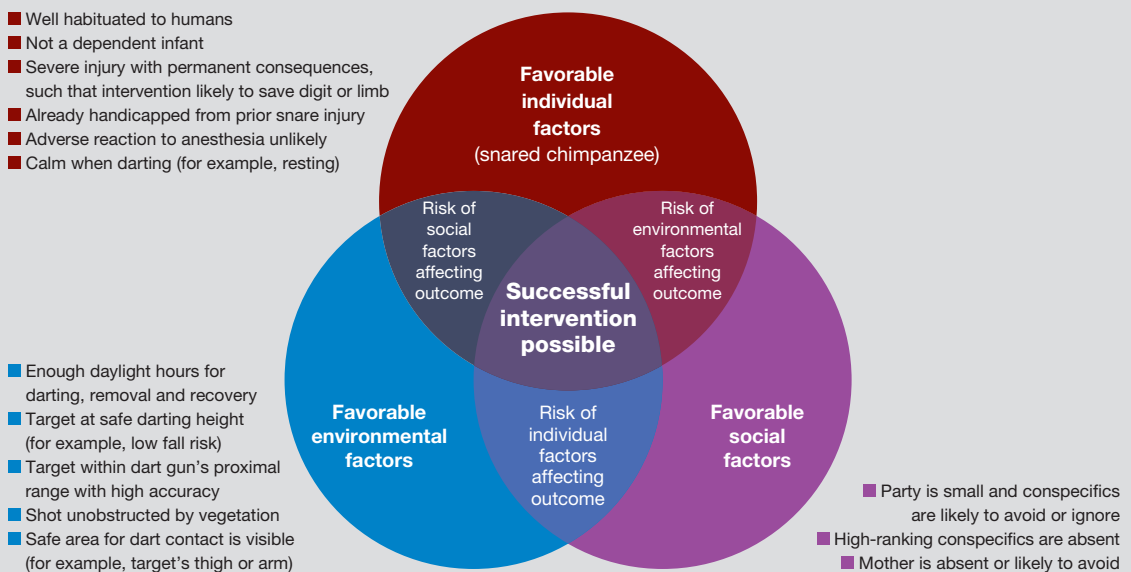 Well habituated to humans
Not a dependent infant
Severe injury with permanent consequences,
such that intervention likely to save digit or limb
Already handicapped from prior snare injury
Adverse reaction to anesthesia unlikely
Calm when darting (for example, resting)
Favorable
individual
factors
(snared chimpanzee)
Risk of
social
factors
affecting
outcome
Risk of
environmental
factors
affecting
outcome
Successful
intervention
possible
Enough daylight hours for
darting, removal and recovery
Target at safe darting height
(for example, low fall risk)
Target within dart gun's proximal
range with high accuracy
Shot unobstructed by vegetation
Safe area for dart contact is visible
(for example, target's thigh or arm)
Favorable
environmental
factors
Risk of
individual
factors
affecting
outcome
Favorable
social
factors
Party is small and conspecifics
are likely to avoid or ignore
High-ranking conspecifics are absent
Mother is absent or likely to avoid